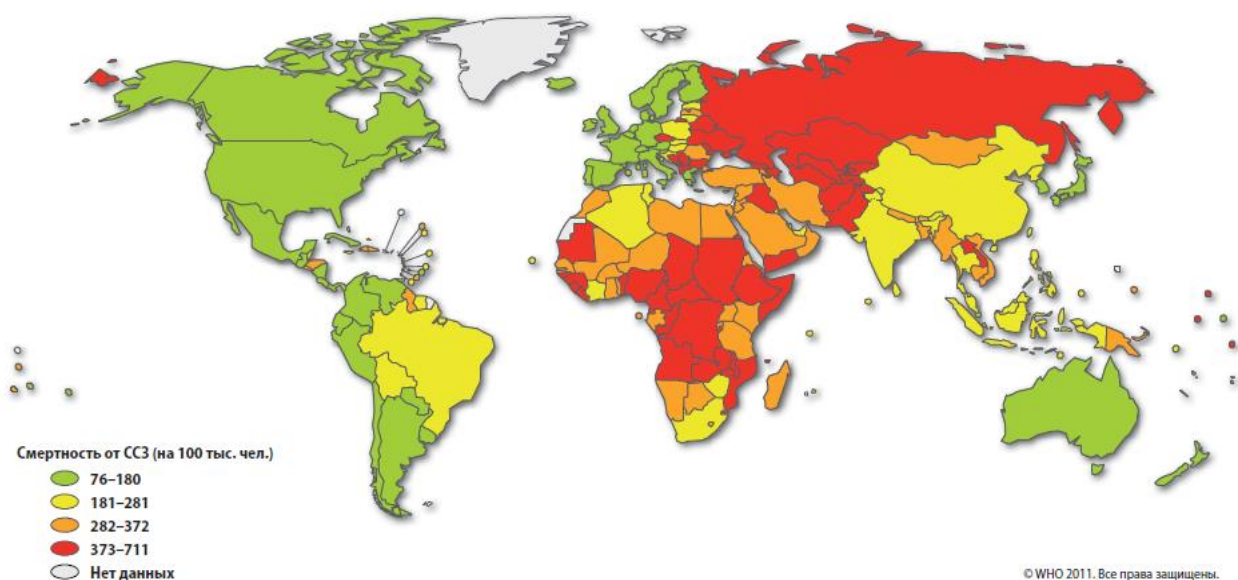 Смертность от ССЗ (на 100 тыс. чел.)
76–180
181–281
282–372
373–711
Нет данных
© WHO 2011. Все права защищены.